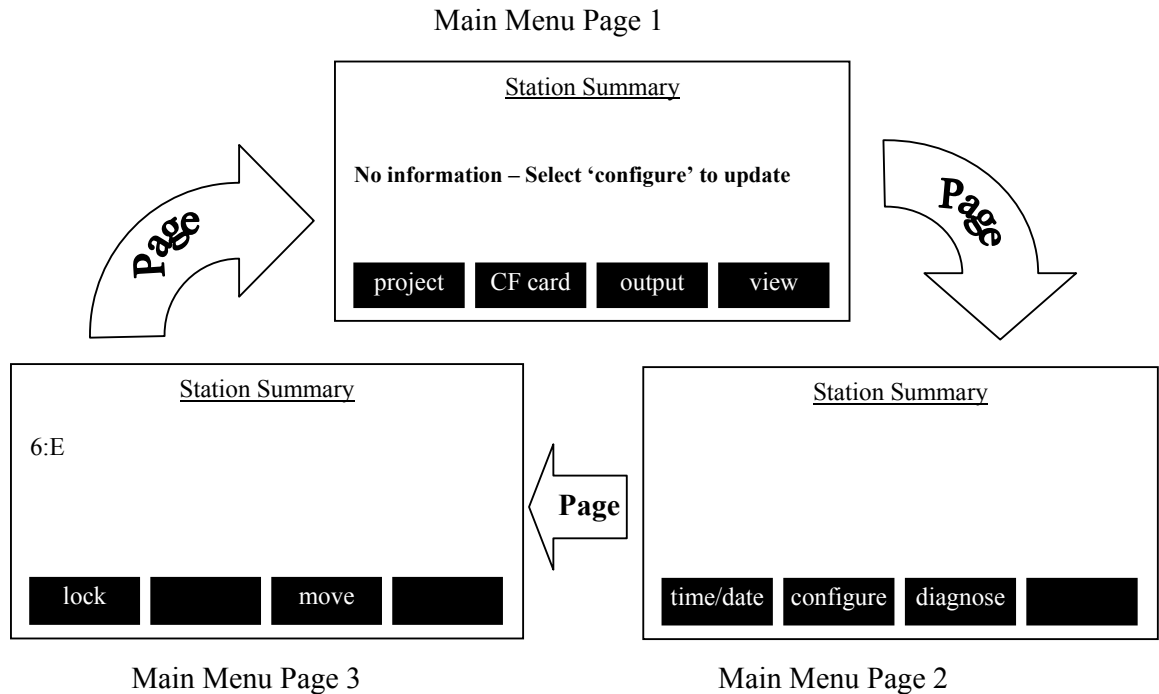 Main Menu Page 1
Station Summary
No information – Select ‘configure’ to update
project CF card output view
Page
Page
Station Summary
6:E
lock move
Page
Station Summary
time/date configure diagnose
Main Menu Page 3
Main Menu Page 2